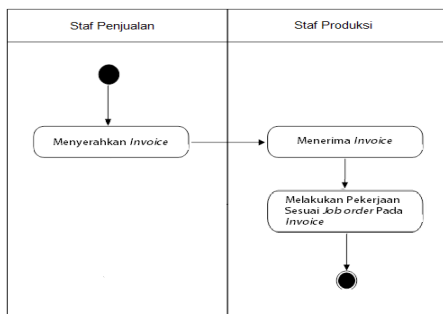 Staf Penjualan
Staf Produksi
Menyerahkan Invoice
Menerima Invoice
Melakukan Pekerjaan
Sesuai Job order Pada
Invoice